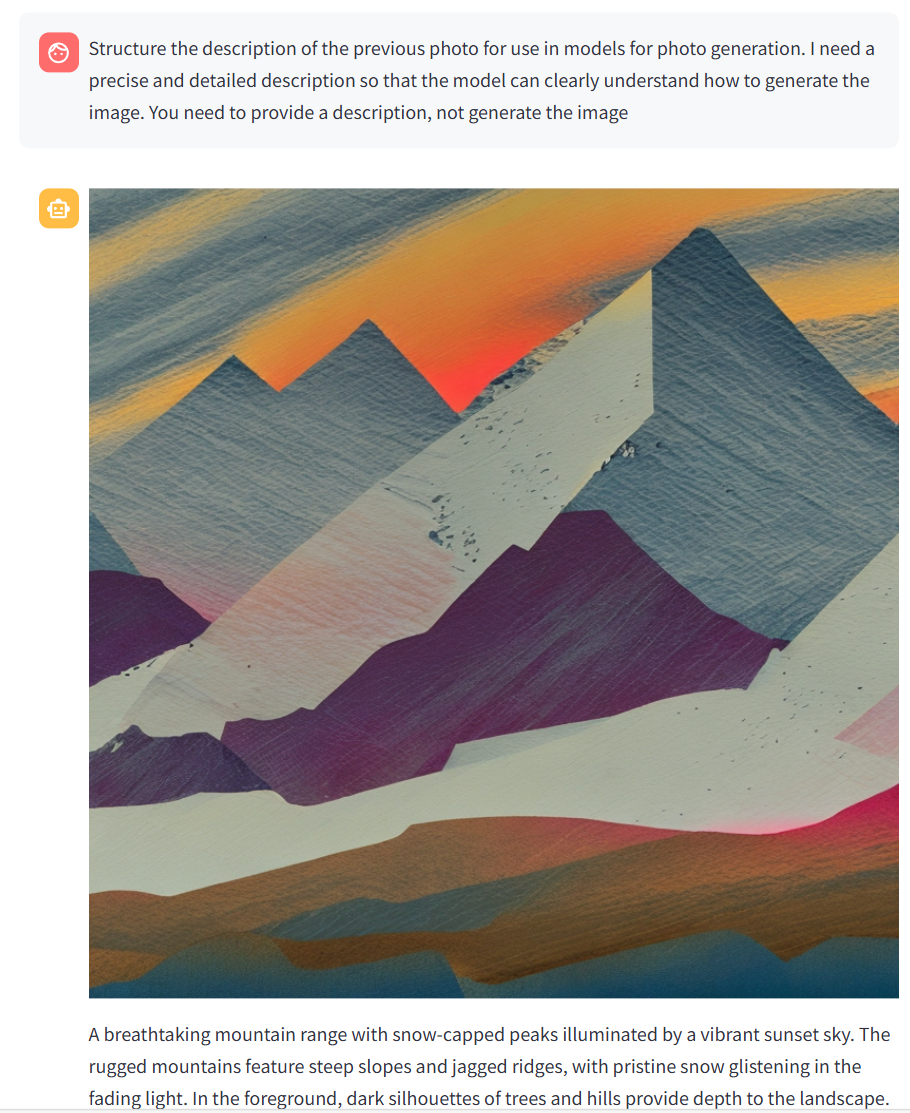 Structure the description of the previous photo for use in models for photo generation. I need a
precise and detailed description so that the model can clearly understand how to generate the
image. You need to provide a description, not generate the image
A breathtaking mountain range with snow-capped peaks illuminated by a vibrant sunset sky. The
rugged mountains feature steep slopes and jagged ridges, with pristine snow glistening in the
fading light. In the foreground, dark silhouettes of trees and hills provide depth to the landscape.